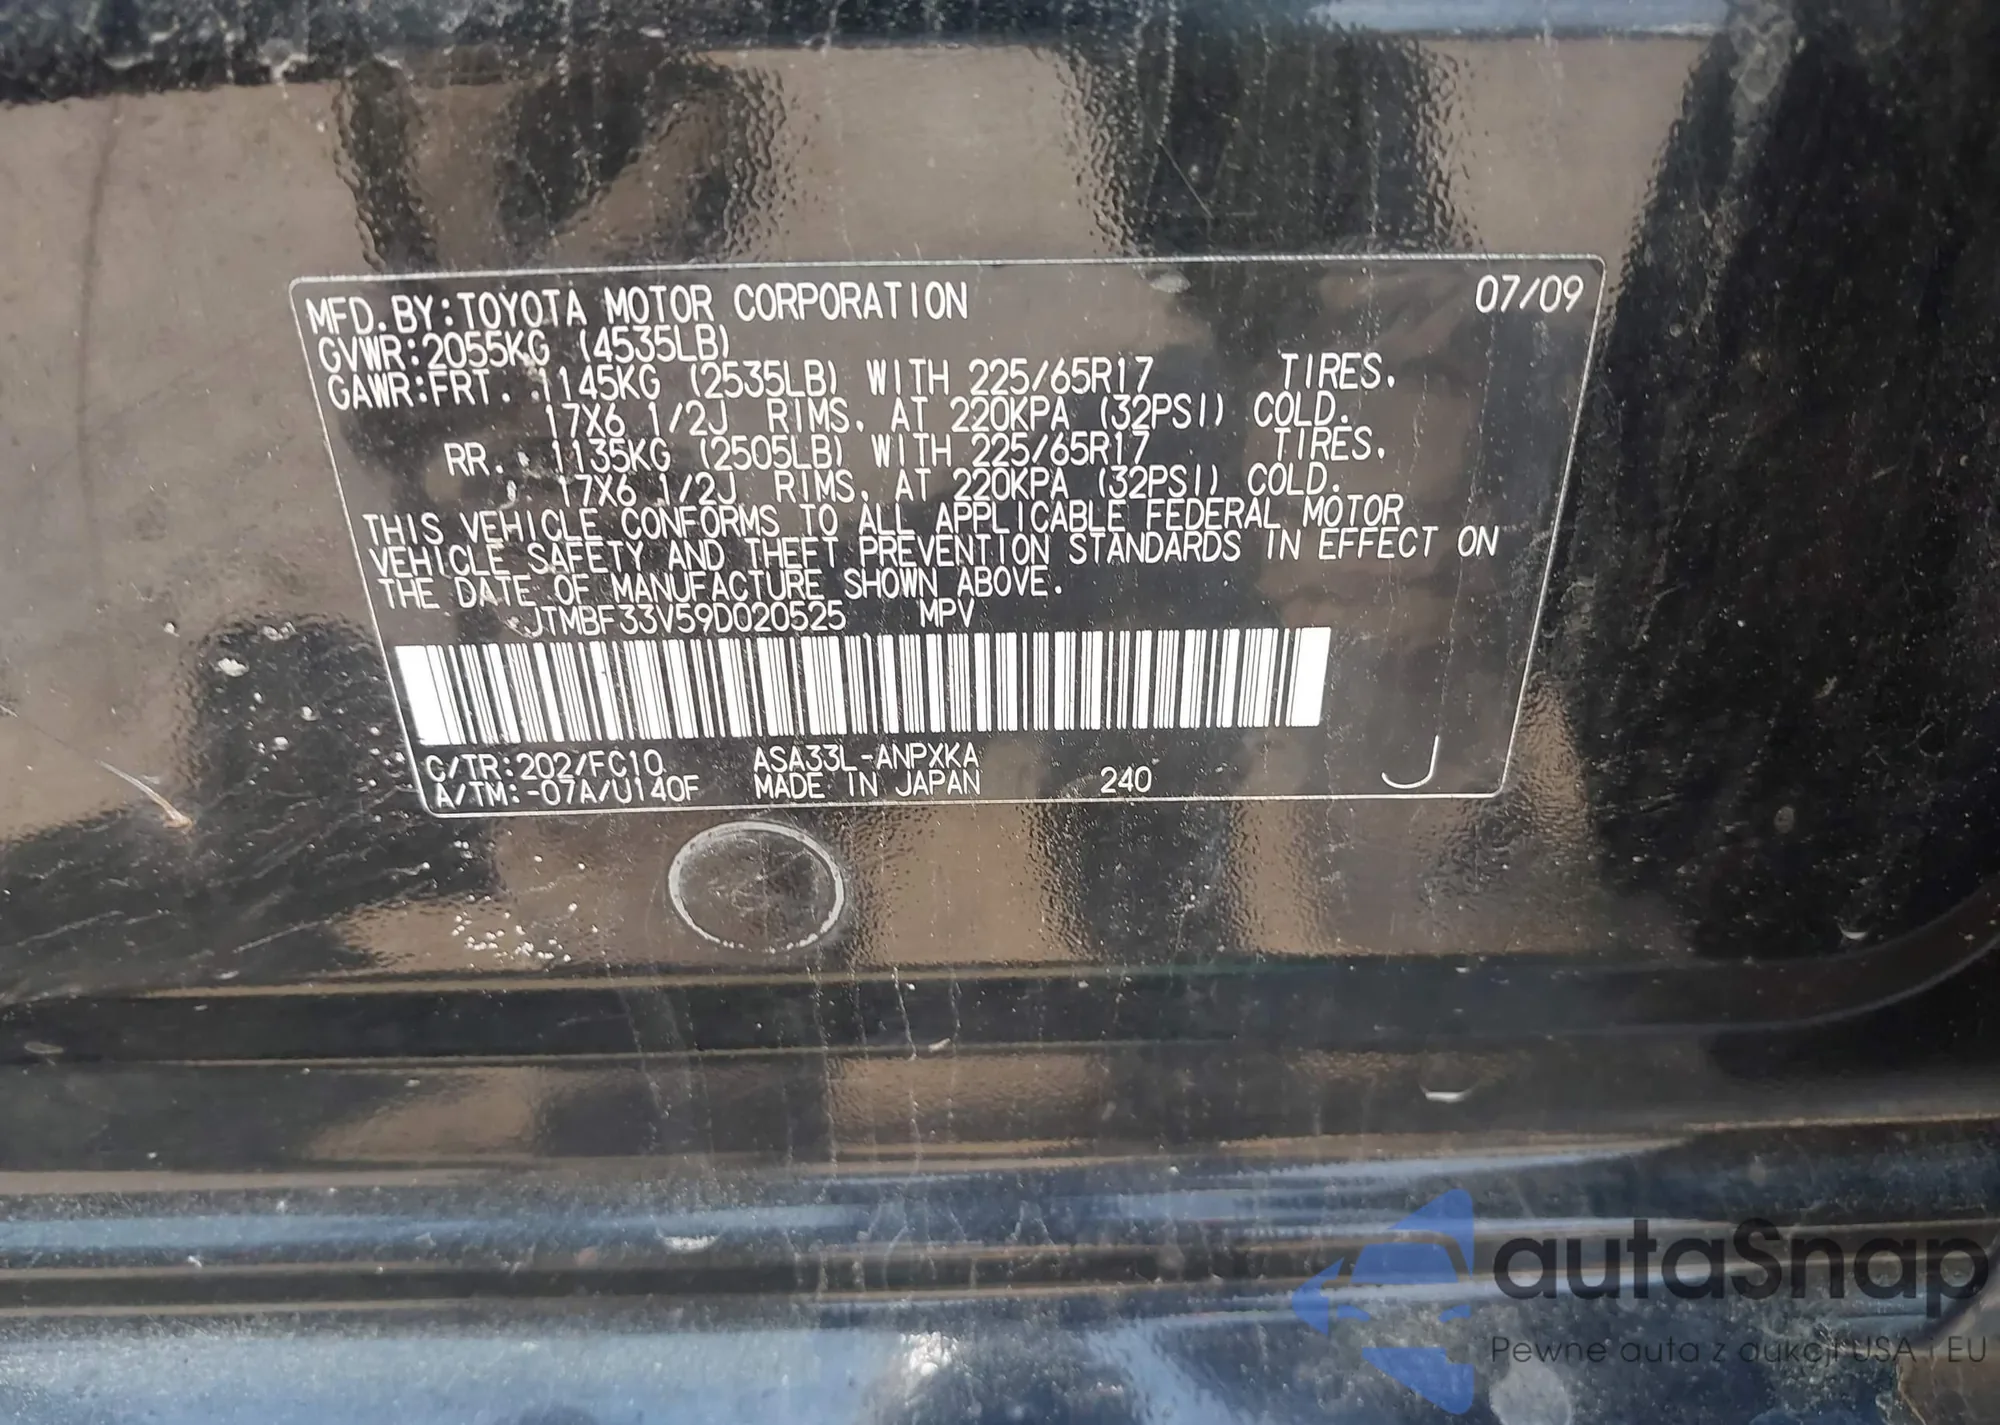 MFD.BY:TOYOTA MOTOR CORPORATION 07/09
GVWR:2055KG (4535LB)
GAWR:FRT. 1145KG (2535LB) WITH 225/65R17 TIRES.
17X6 1/2J RIMS. AT 220KPA (32PSI) COLD.
RR. 1135KG (2505LB) WITH 225/65R17 TIRES.
17X6 1/2J RIMS. AT 220KPA (32PSI) COLD.
THIS VEHICLE CONFORMS TO ALL APPLICABLE FEDERAL MOTOR
VEHICLE SAFETY AND THEFT PREVENTION STANDARDS IN EFFECT ON
THE DATE OF MANUFACTURE SHOWN ABOVE.
JTMBF33V59D020525 MPV
C/TR:202/FC10 ASA33L-ANPXKA
A/TM:-07A/U140F MADE IN JAPAN 240 J
autaSnap
Pewne auta z aukcji USA i EU